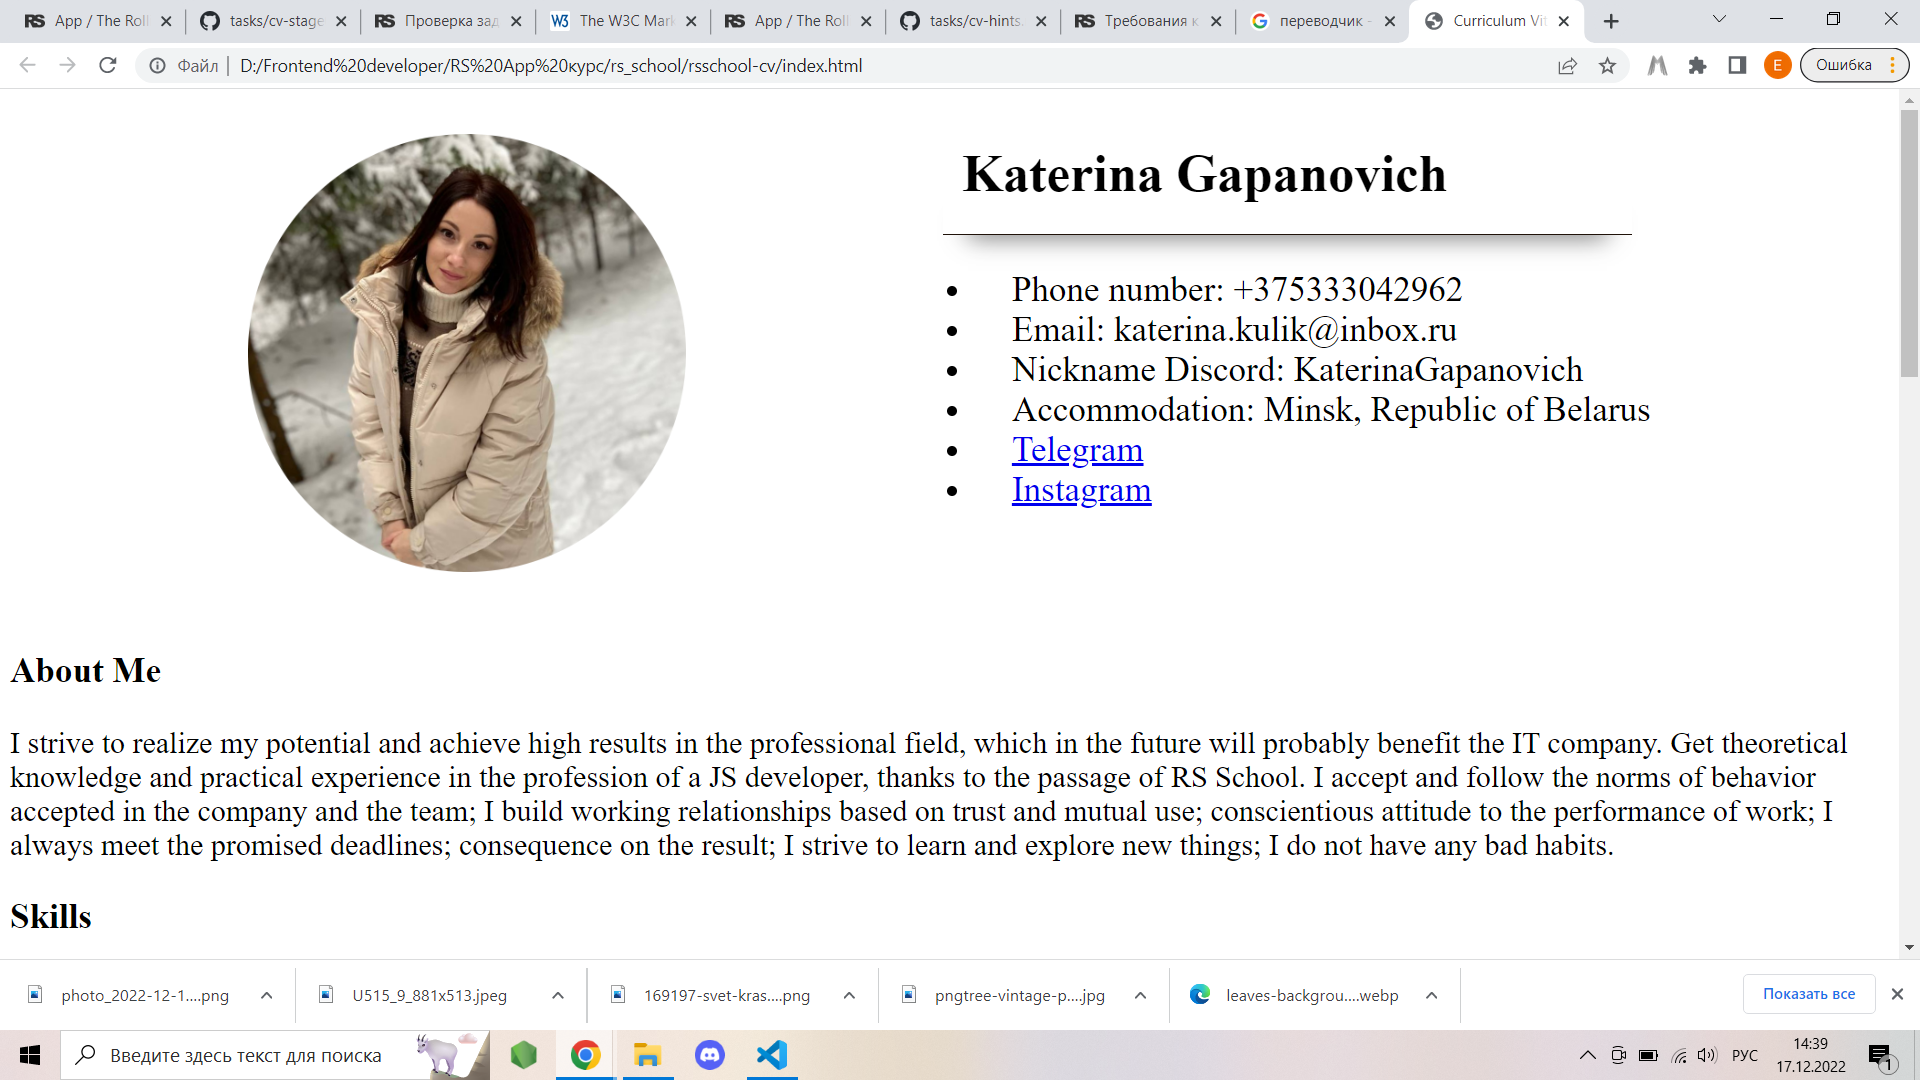 App / The Roll
tasks/cv-stage
Проверка зад
The W3C Mark
App / The Roll
tasks/cv-hints.
Требования к
переводчик -
Curriculum Vit
Файл | D:/Frontend%20developer/RS%20App%20курс/rs_school/rsschool-cv/index.html
E
Ошибка
Katerina Gapanovich
Phone number: +375333042962
Email: katerina.kulik@inbox.ru
Nickname Discord: KaterinaGapanovich
Accommodation: Minsk, Republic of Belarus
Telegram
Instagram
About Me
I strive to realize my potential and achieve high results in the professional field, which in the future will probably benefit the IT company. Get theoretical
knowledge and practical experience in the profession of a JS developer, thanks to the passage of RS School. I accept and follow the norms of behavior
accepted in the company and the team; I build working relationships based on trust and mutual use; conscientious attitude to the performance of work; I
always meet the promised deadlines; consequence on the result; I strive to learn and explore new things; I do not have any bad habits.
Skills
photo_2022-12-1....png
U515_9_881x513.jpeg
169197-svet-kras....png
pngtree-vintage-p....jpg
leaves-backgrou....webp
Показать все
Введите здесь текст для поиска
РУС
14:39
17.12.2022
1